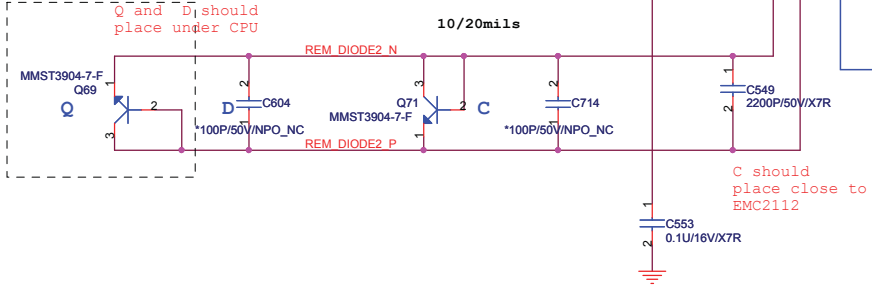 Q and D should
place under CPU
10/20mils
REM_DIODE2_N
MMST3904-7-F
Q69
1
Q
2
3
2
D
C604
1
*100P/50V/NPO_NC
3
Q71
2
C
MMST3904-7-F
1
2
C714
1
*100P/50V/NPO_NC
1
C549
2200P/50V/X7R
2
REM_DIODE2_P
C should
place close to
EMC2112
1
C553
0.1U/16V/X7R
2